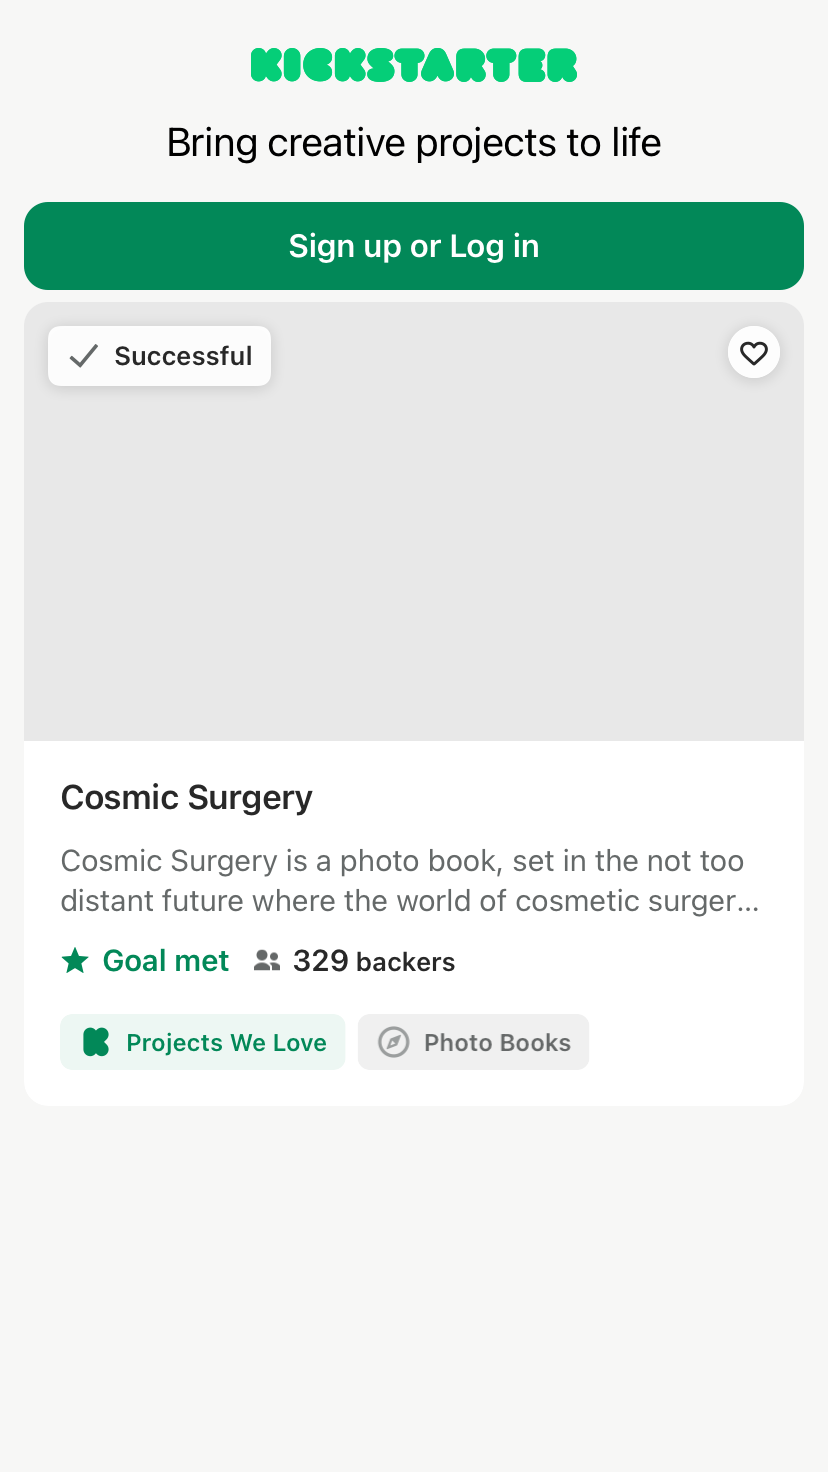 KICKSTARTER
Bring creative projects to life
Sign up or Log in
Successful
Cosmic Surgery
Cosmic Surgery is a photo book, set in the not too
distant future where the world of cosmetic surger...
Goal met 329 backers
Projects We Love Photo Books